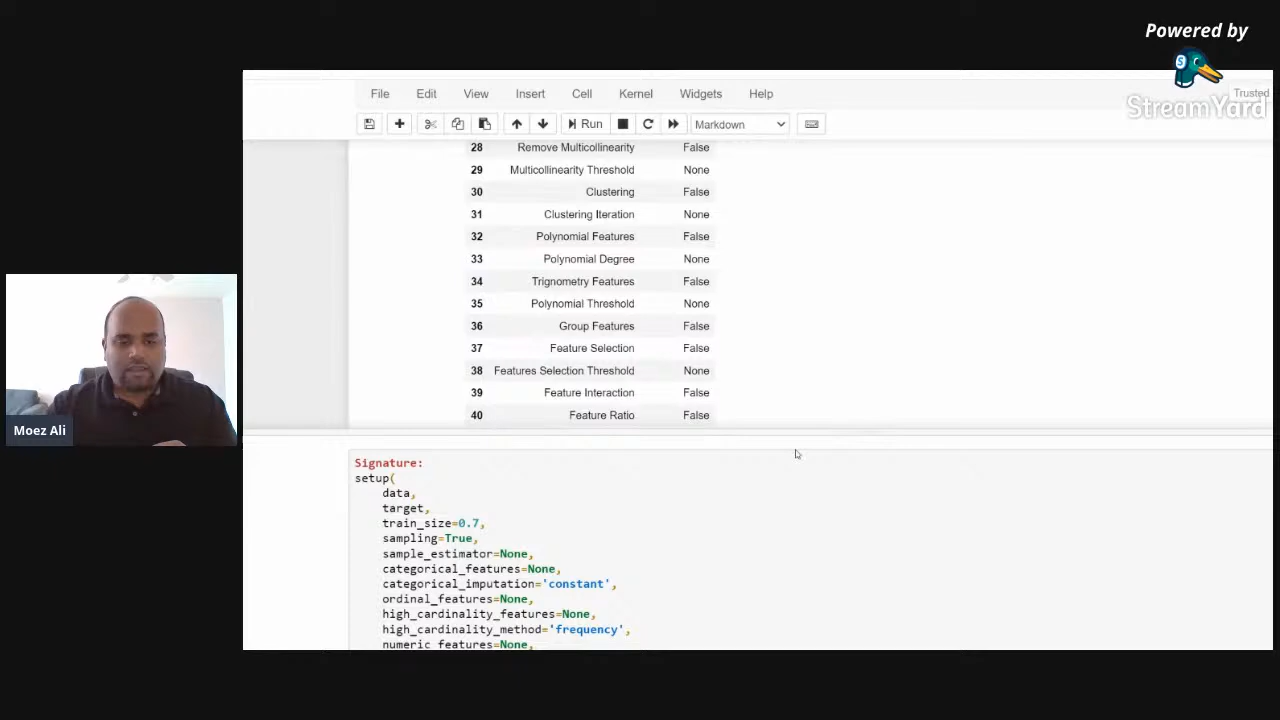 Powered by
StreamYard
File Edit View Insert Cell Kernel Widgets Help
Trusted
Run
Markdown
28 Remove Multicollinearity False
29 Multicollinearity Threshold None
30 Clustering False
31 Clustering Iteration None
32 Polynomial Features False
33 Polynomial Degree None
34 Trignometry Features False
35 Polynomial Threshold None
36 Group Features False
37 Feature Selection False
38 Features Selection Threshold None
39 Feature Interaction False
40 Feature Ratio False
Moez Ali
Signature:
setup(
data,
target,
train_size=0.7,
sampling=True,
sample_estimator=None,
categorical_features=None,
categorical_imputation='constant',
ordinal_features=None,
high_cardinality_features=None,
high_cardinality_method='frequency',
numeric_features=None,